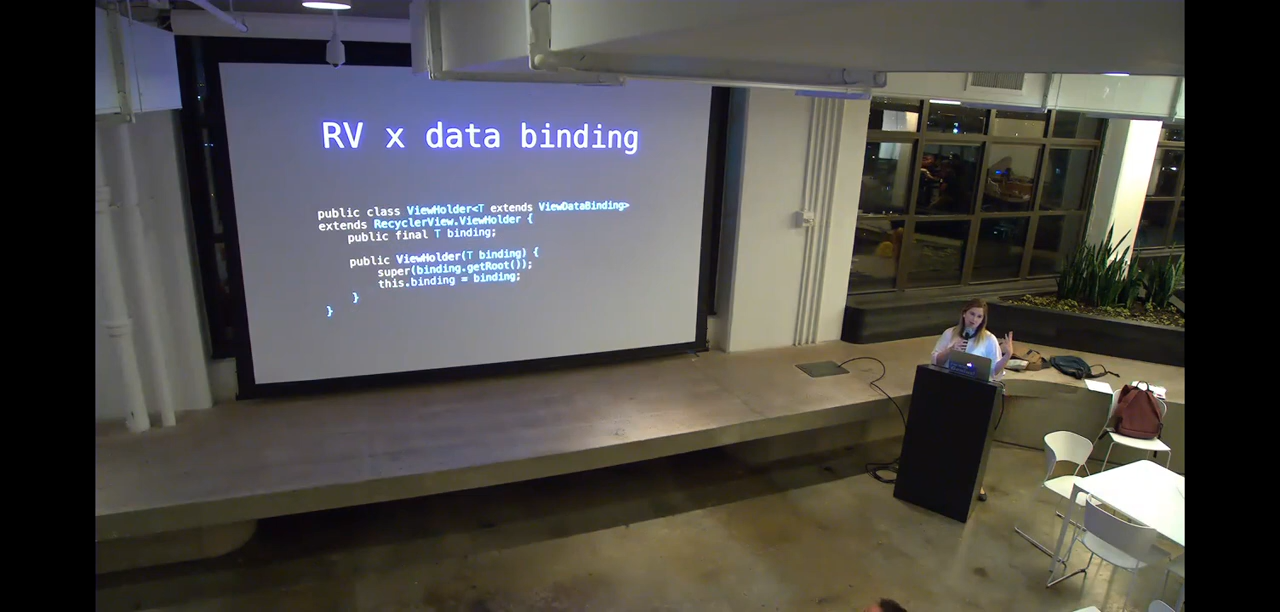 RV x data binding
public class ViewHolder<T extends ViewDataBinding>
extends RecyclerView.ViewHolder {
public final T binding;
public ViewHolder(T binding) {
super(binding.getRoot());
this.binding = binding;
}
}